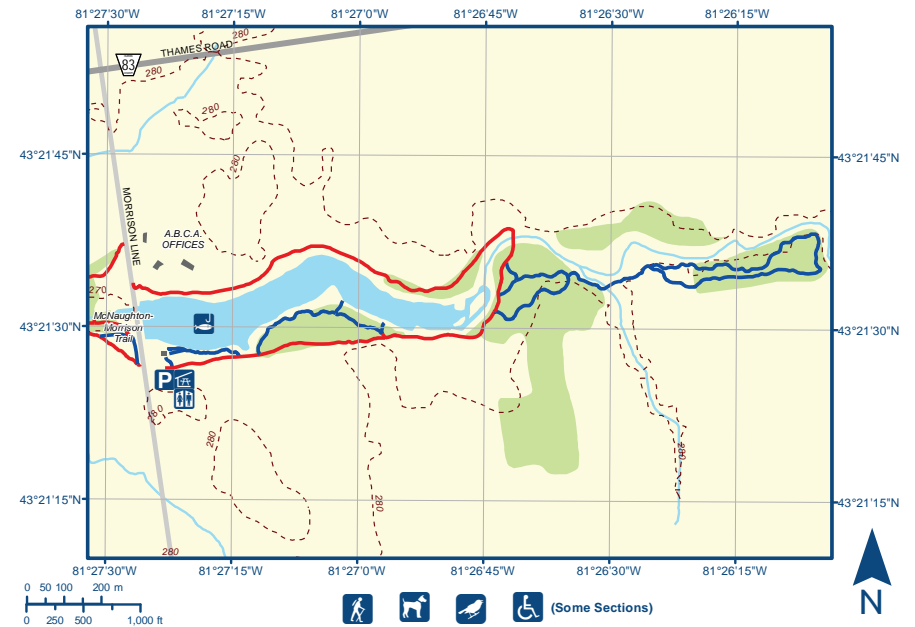 81°27'30"W 81°27'15"W 81°27'0"W 81°26'45"W 81°26'30"W 81°26'15"W
280
THAMES ROAD
83
280
280
43°21'45"N 43°21'45"N
280
MORRISON LINE
A.B.C.A.
OFFICES
270
McNaughton-
Morrison
Trail
43°21'30"N 43°21'30"N
P
280
280
280
280
43°21'15"N 43°21'15"N
280
81°27'30"W 81°27'15"W 81°27'0"W 81°26'45"W 81°26'30"W 81°26'15"W
0 50 100 200 m
0 250 500 1,000 ft
(Some Sections)
N